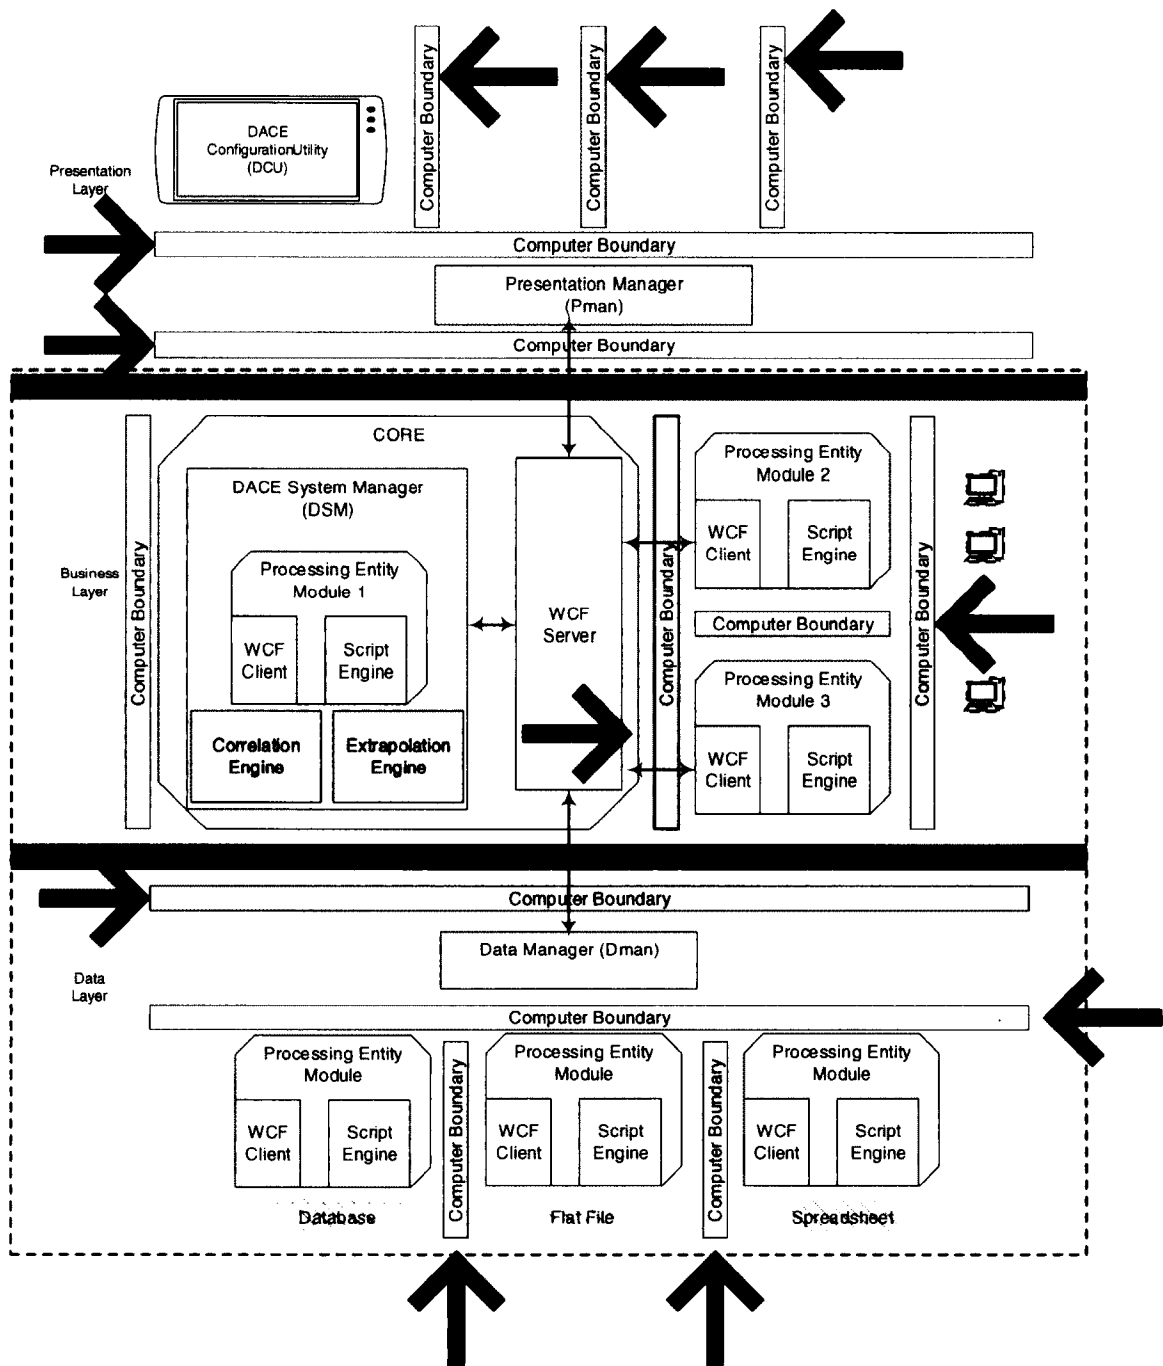 Computer Boundary
Computer Boundary
Computer Boundary
DACE
ConfigurationUtility
(DCU)
Presentation
Layer
Computer Boundary
Presentation Manager
(Pman)
Computer Boundary
Computer Boundary
CORE
DACE System Manager
(DSM)
Processing Entity
Module 1
WCF
Client
Script
Engine
Correlation
Engine
Extrapolation
Engine
WCF
Server
Business
Layer
Computer Boundary
Processing Entity
Module 2
WCF
Client
Script
Engine
Computer Boundary
Processing Entity
Module 3
WCF
Client
Script
Engine
Computer Boundary
Computer Boundary
Data Manager (Dman)
Data
Layer
Computer Boundary
Processing Entity
Module
WCF
Client
Script
Engine
Database
Computer Boundary
Processing Entity
Module
WCF
Client
Script
Engine
Flat File
Computer Boundary
Processing Entity
Module
WCF
Client
Script
Engine
Spreadsheet